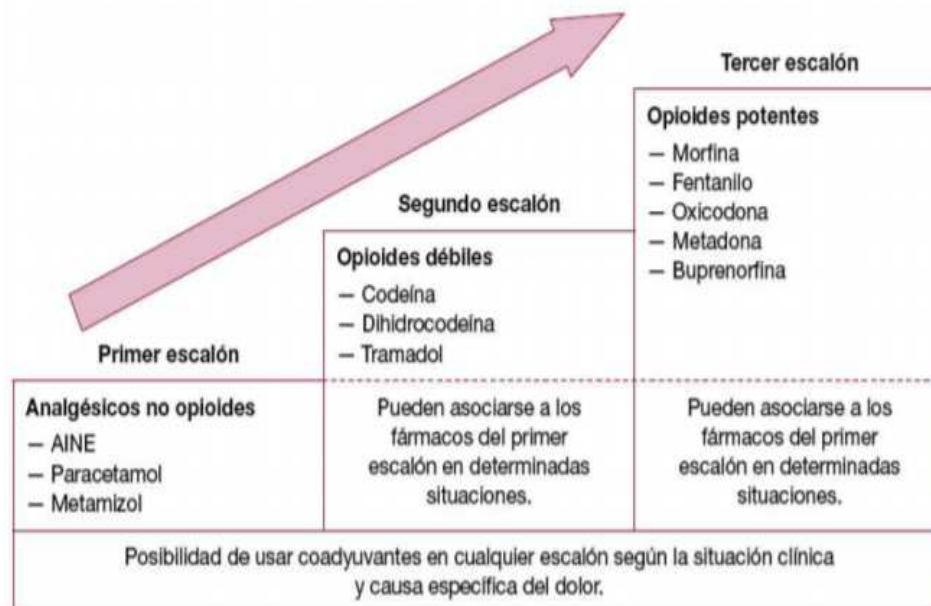 Primer escalón
Analgésicos no opioides
— AINE
— Paracetamol
— Metamizol
Segundo escalón
Opioides débiles
— Codeína
— Dihidrocodeína
— Tramadol
Pueden asociarse a los
fármacos del primer
escalón en determinadas
situaciones.
Tercer escalón
Opioides potentes
— Morfina
— Fentanilo
— Oxicodona
— Metadona
— Buprenorfina
Pueden asociarse a los
fármacos del primer
escalón en determinadas
situaciones.
Posibilidad de usar coadyuvantes en cualquier escalón según la situación clínica
y causa específica del dolor.